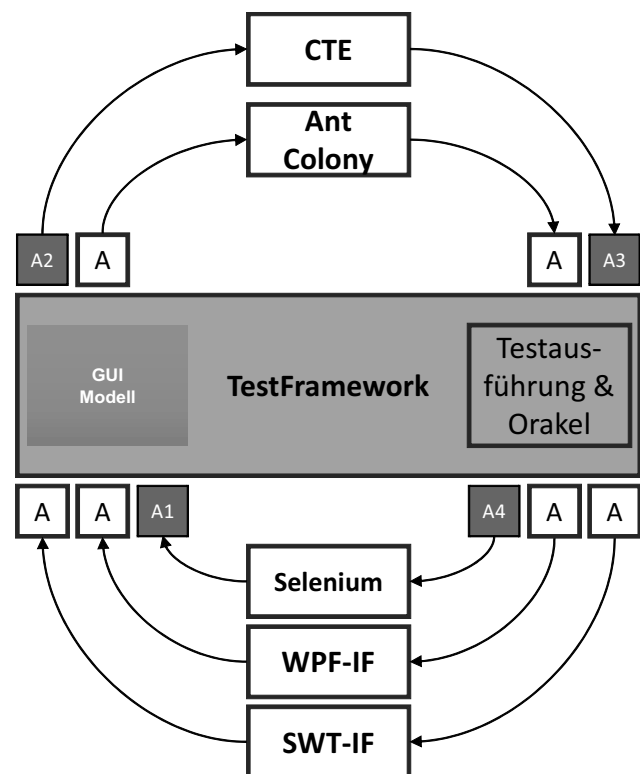 CTE
Ant
Colony
A2
A
A
A3
GUI
Modell
TestFramework
Testaus-
führung &
Orakel
A
A
A1
A4
A
A
Selenium
WPF-IF
SWT-IF